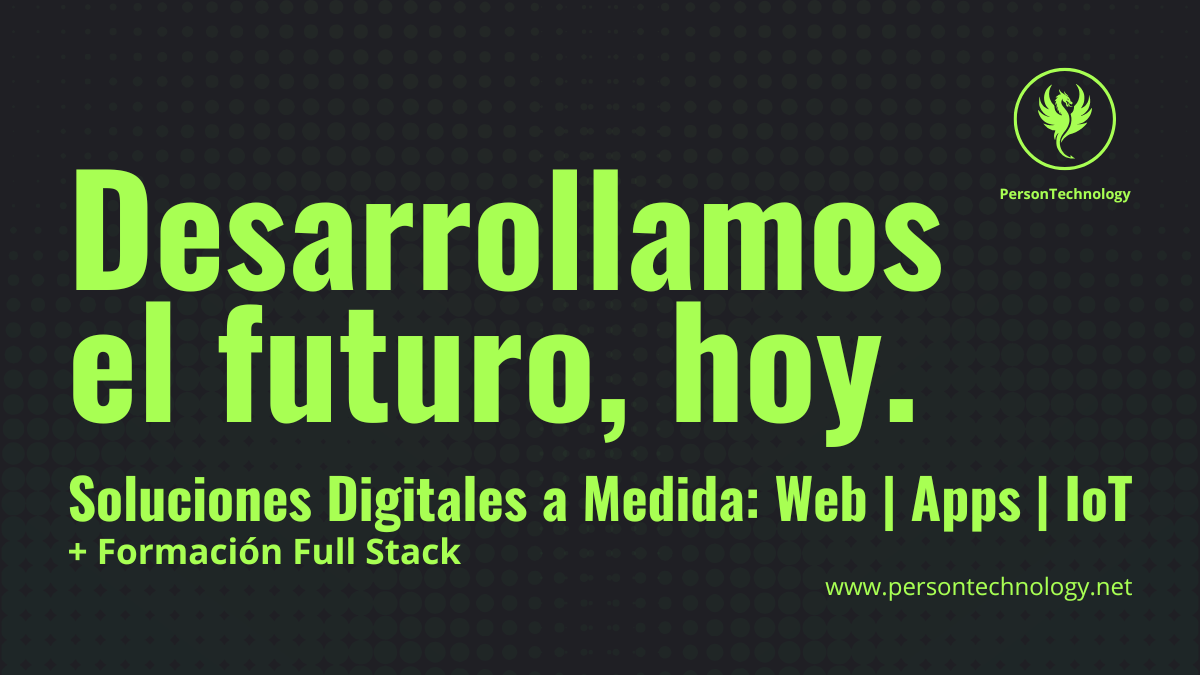 PersonTechnology
Desarrollamos
el futuro, hoy.
Soluciones Digitales a Medida: Web | Apps | IoT
+ Formación Full Stack
www.persontechnology.net